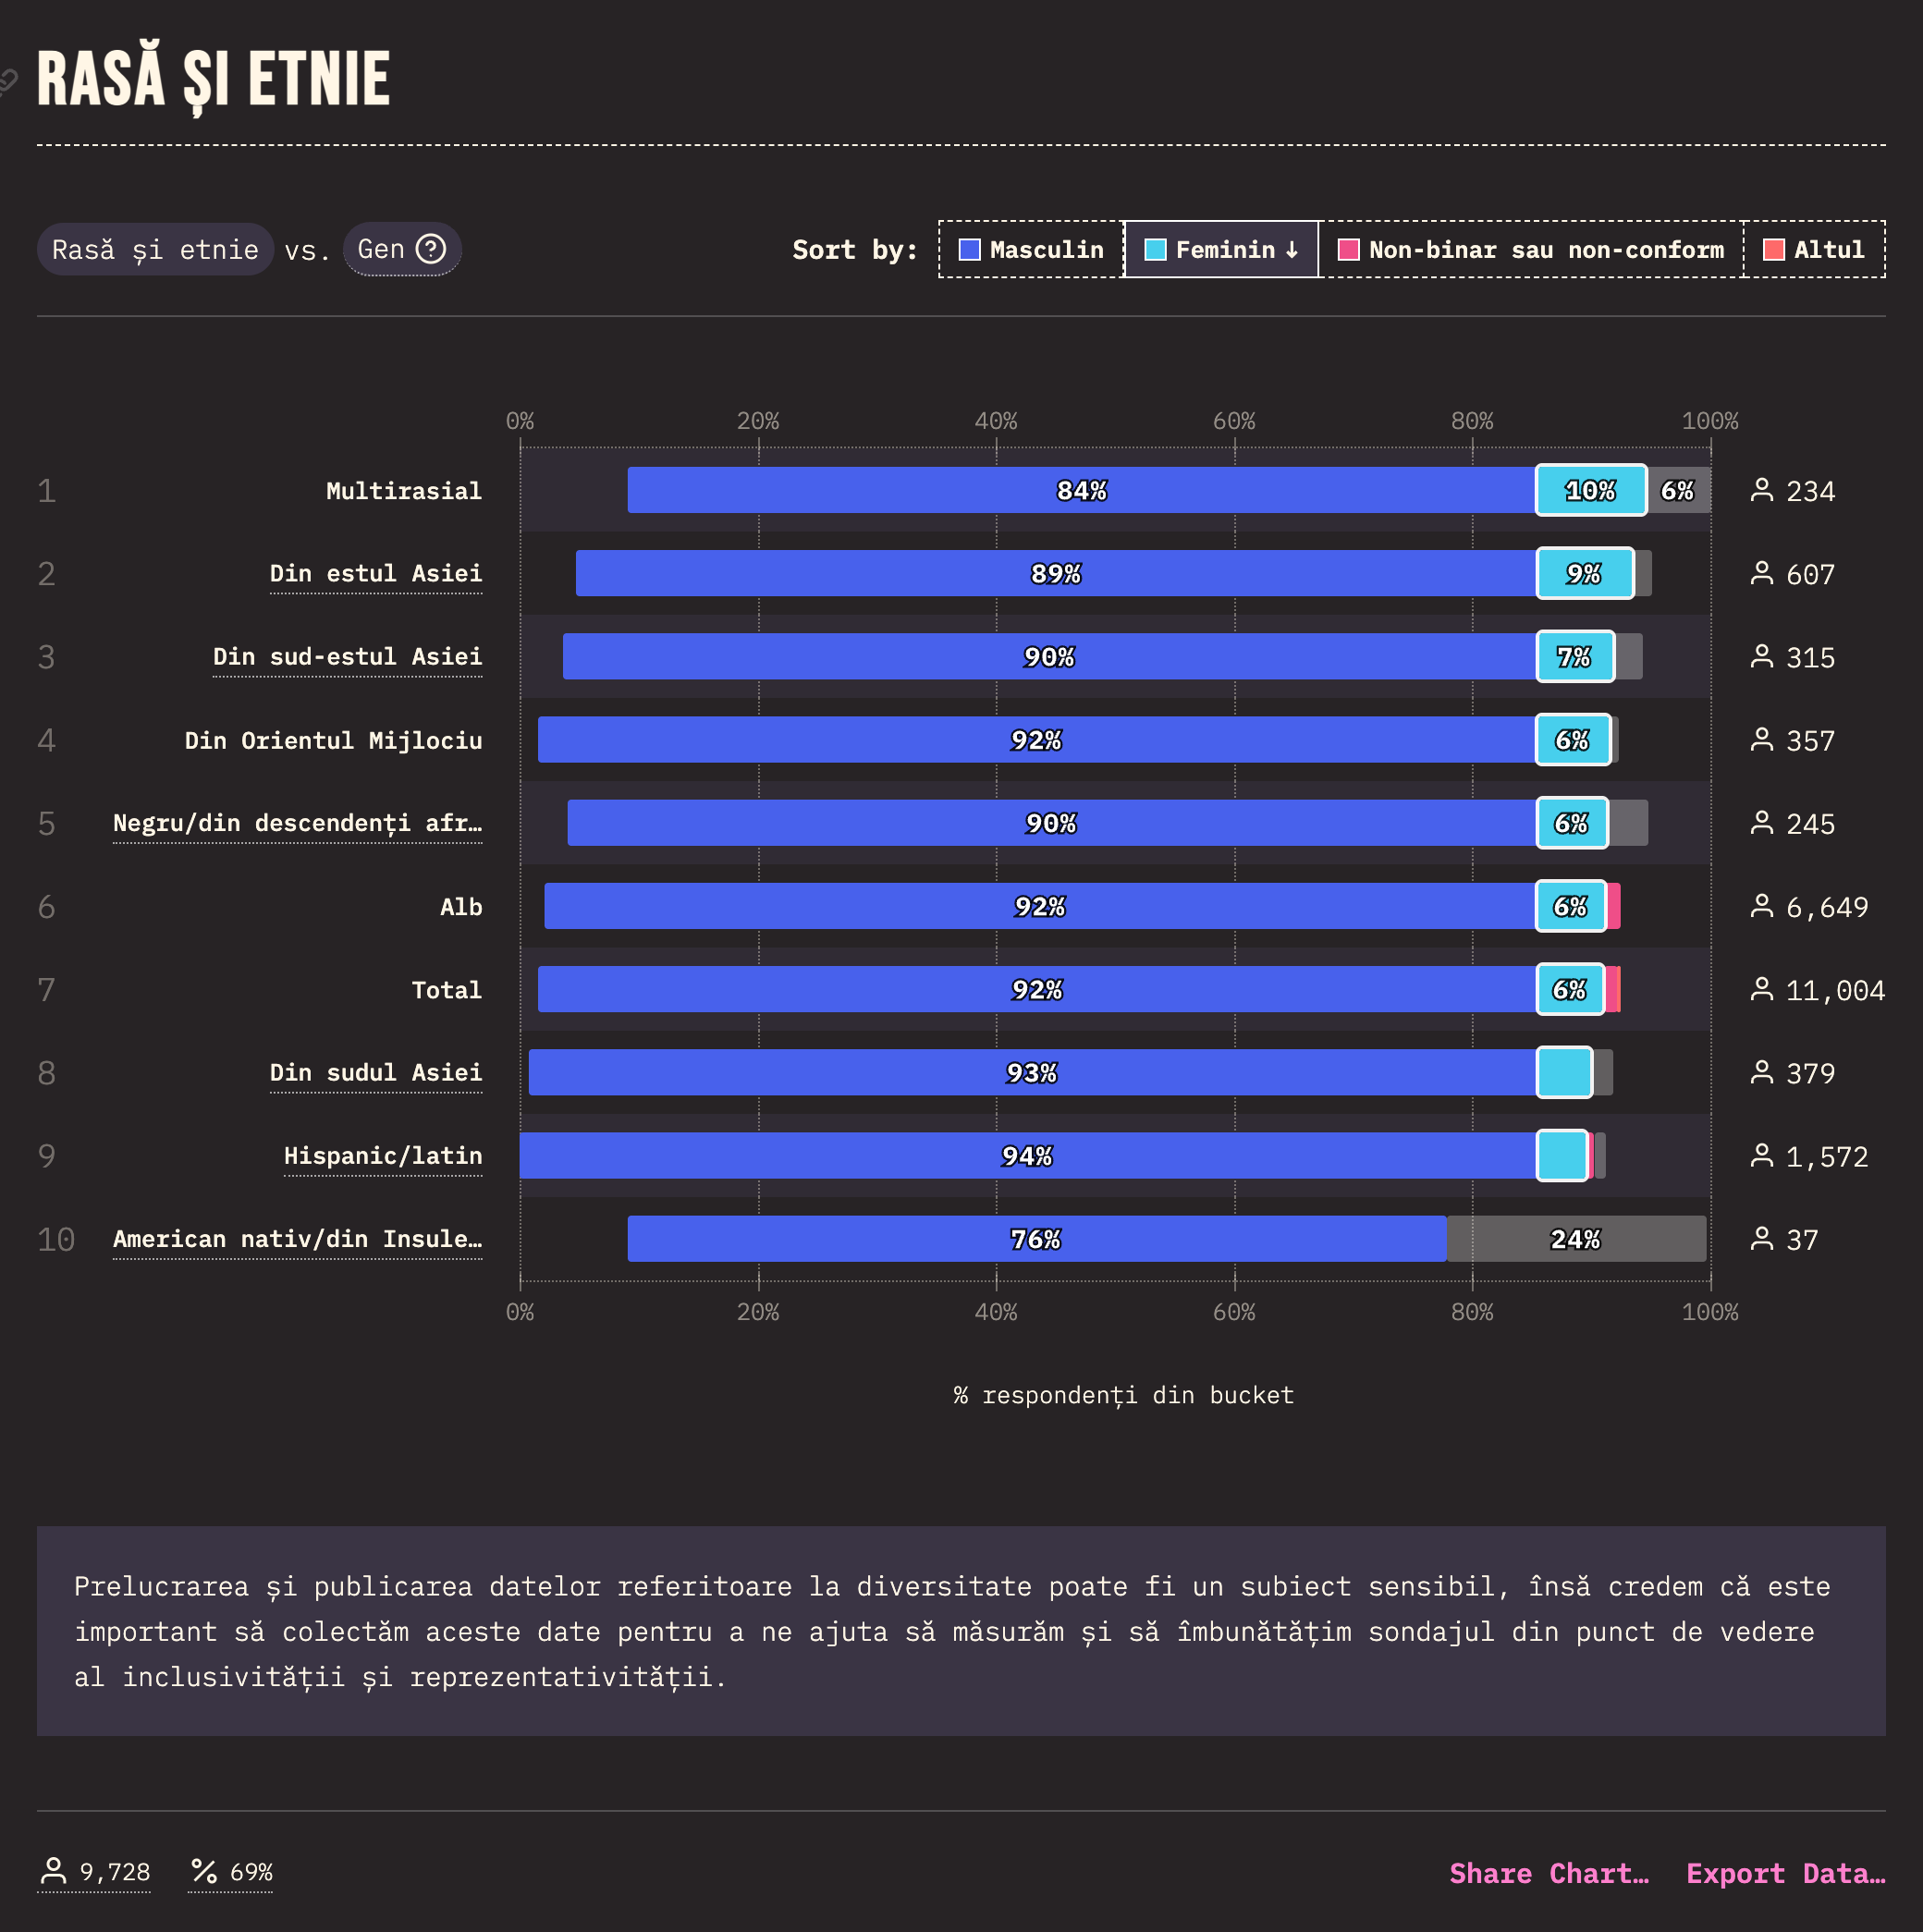 RASĂ ȘI ETNIE
Rasă și etnie vs. Gen ?
Sort by: Masculin Feminin ↓ Non-binar sau non-conform Altul
0% 20% 40% 60% 80% 100%
1 Multirasial 84% 10% 6% 234
2 Din estul Asiei 89% 9% 607
3 Din sud-estul Asiei 90% 7% 315
4 Din Orientul Mijlociu 92% 6% 357
5 Negru/din descendenți afr… 90% 6% 245
6 Alb 92% 6% 6,649
7 Total 92% 6% 11,004
8 Din sudul Asiei 93% 379
9 Hispanic/latin 94% 1,572
10 American nativ/din Insule… 76% 24% 37
0% 20% 40% 60% 80% 100%
% respondenți din bucket
Prelucrarea și publicarea datelor referitoare la diversitate poate fi un subiect sensibil, însă credem că este
important să colectăm aceste date pentru a ne ajuta să măsurăm și să îmbunătățim sondajul din punct de vedere
al inclusivității și reprezentativității.
9,728 % 69% Share Chart… Export Data…